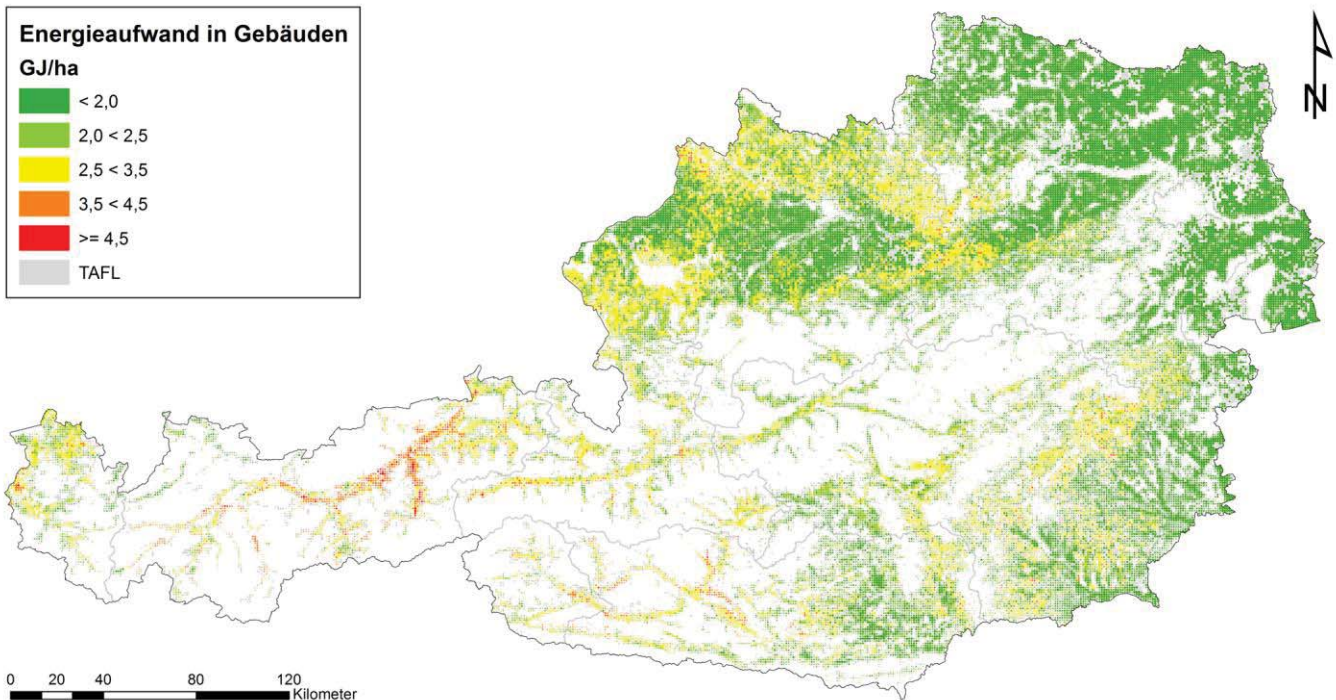 Energieaufwand in Gebäuden
GJ/ha
< 2,0
2,0 < 2,5
2,5 < 3,5
3,5 < 4,5
>= 4,5
TAFL
N
0 20 40 80 120
Kilometer